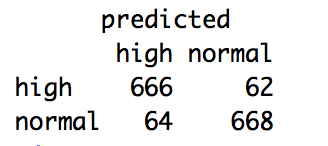 predicted
high normal
high 666 62
normal 64 668